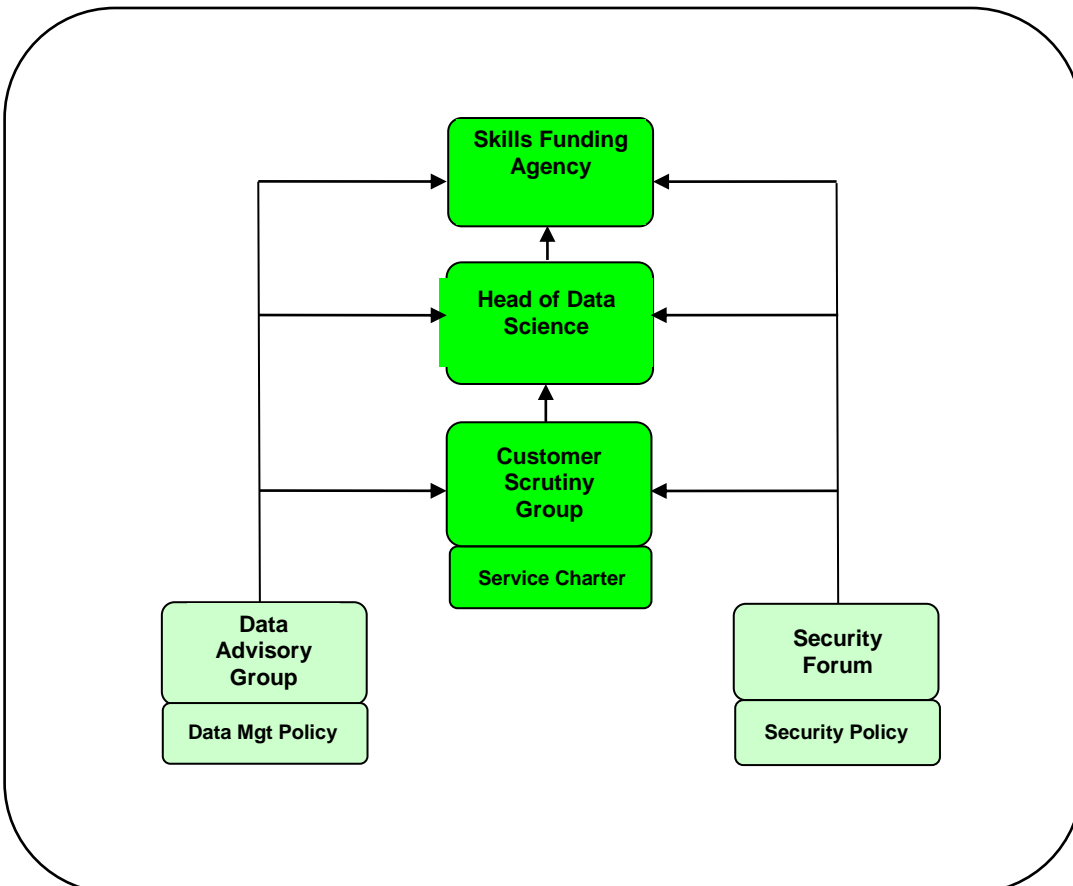 Skills Funding
Agency
Head of Data
Science
Customer
Scrutiny
Group
Service Charter
Data
Advisory
Group
Data Mgt Policy
Security
Forum
Security Policy